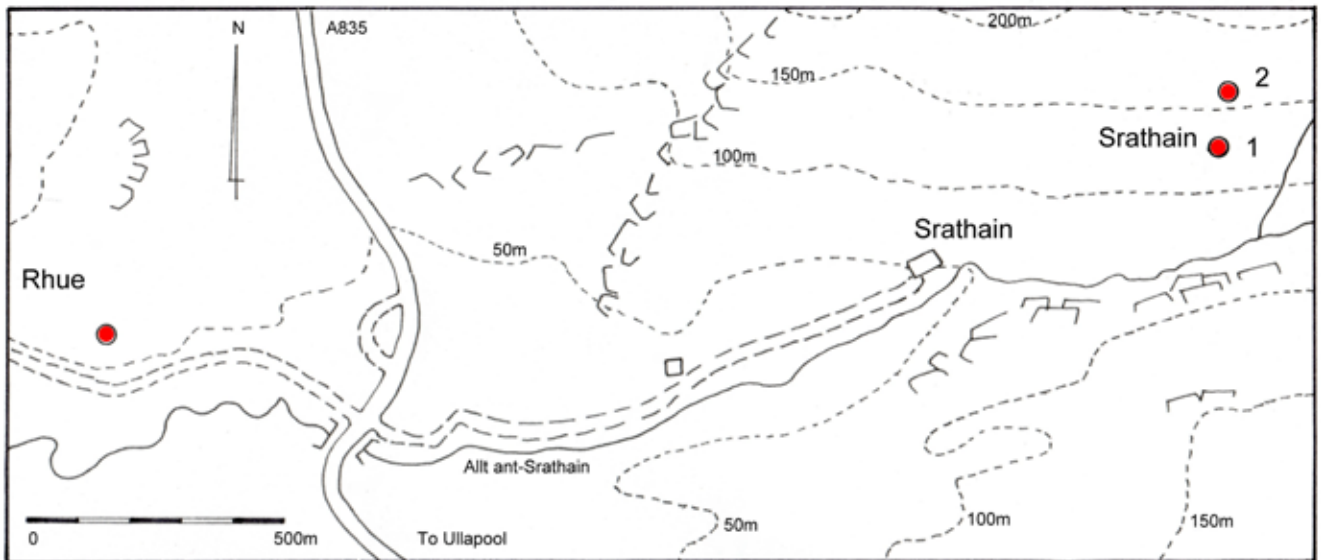 N
A835
200m
150m
2
Srathain
1
100m
Srathain
50m
Rhue
Allt ant-Srathain
50m
100m
150m
0
500m
To Ullapool